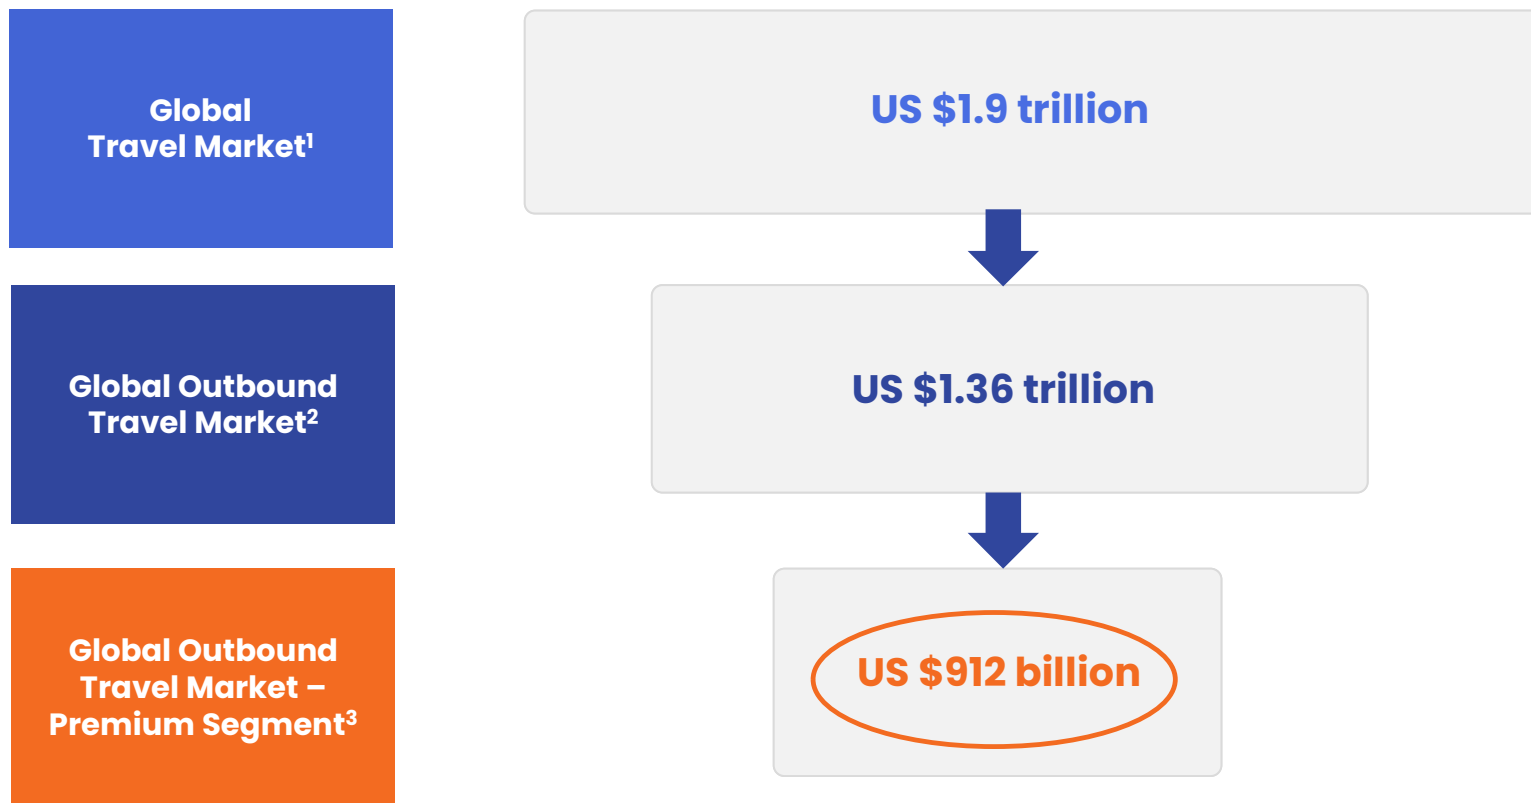 Global
Travel Market¹
US $1.9 trillion
Global Outbound
Travel Market²
US $1.36 trillion
Global Outbound
Travel Market –
Premium Segment³
US $912 billion